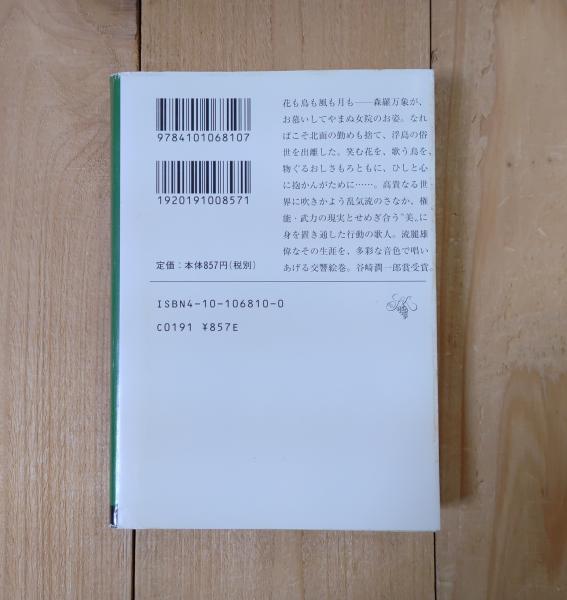 9784101068107
1920191008571
定価：本体857円(税別)
ISBN4-10-106810-0
C0191 ¥857E
花も鳥も風も月も――森羅万象が、
お慕いしてやまぬ女院のお姿。なれ
ばこそ北面の勤めも捨て、浮島の俗
世を出離した。笑む花を、歌う鳥を、
物ぐるおしさもろともに、ひしと心
に抱かんがために……。高貴なる世
界に吹きかよう乱気流のさなか、権
能・武力の現実とせめぎ合う〝美〟に
身を置き通した行動の歌人。流麗雄
偉なその生涯を、多彩な音色で唱い
あげる交響絵巻。谷崎潤一郎賞受賞。